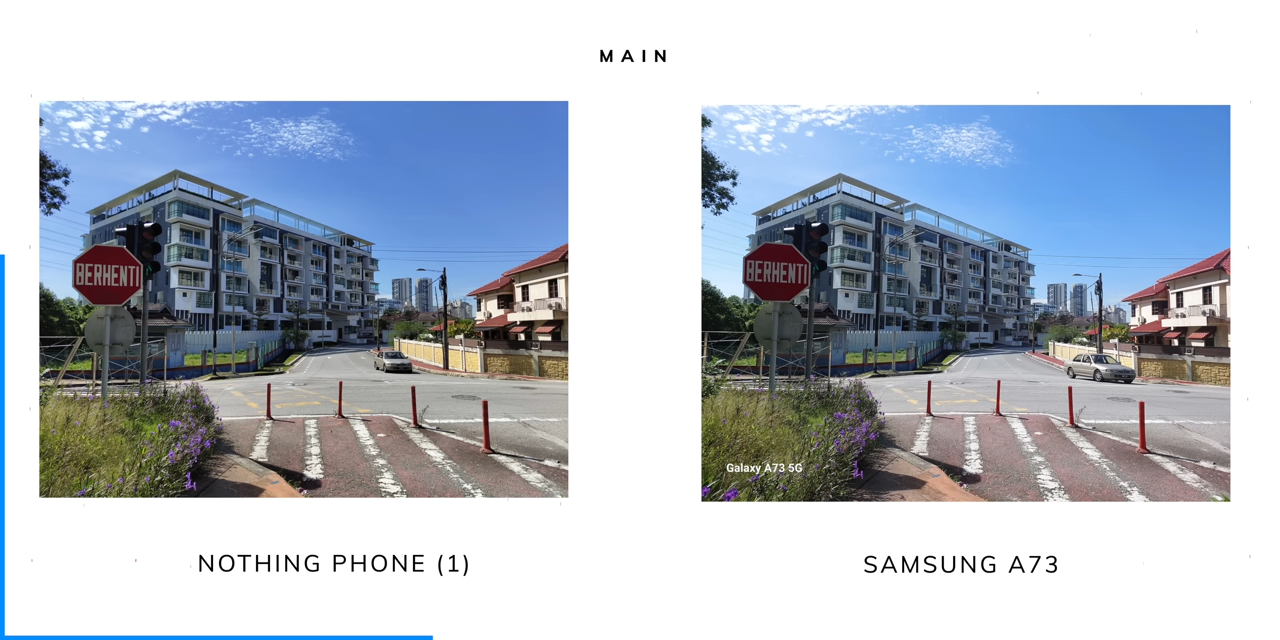 MAIN
BERHENTI
BERHENTI
Galaxy A73 5G
NOTHING PHONE (1)
SAMSUNG A73